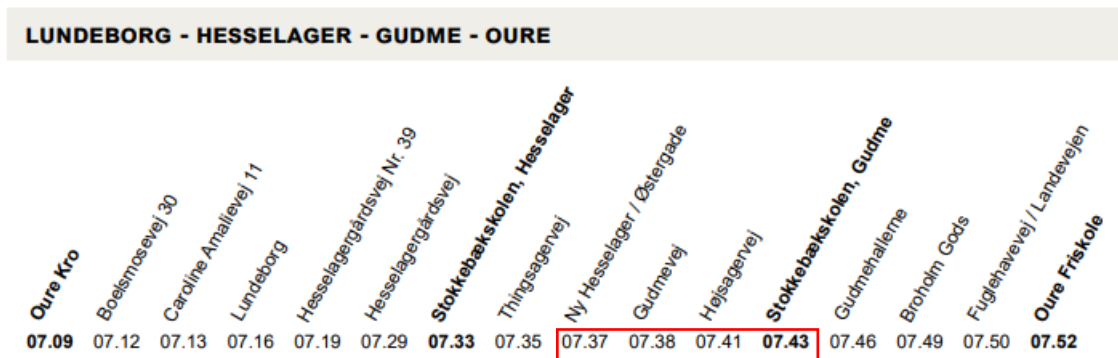 LUNDEBORG - HESSELAGER - GUDME - OURE
Oure Kro
Boelsmosevej 30
Caroline Amalievej 11
Lundeborg
Hesselagergårdsvej Nr. 39
Hesselagergårdsvej
Stokkebækskolen, Hesselager
Thingsagervej
Ny Hesselager / Østergade
Gudmevej
Højsagervej
Stokkebækskolen, Gudme
Gudmehallerne
Broholm Gods
Fuglehavevej / Landevejen
Oure Friskole
07.09 07.12 07.13 07.16 07.19 07.29 07.33 07.35 07.37 07.38 07.41 07.43 07.46 07.49 07.50 07.52